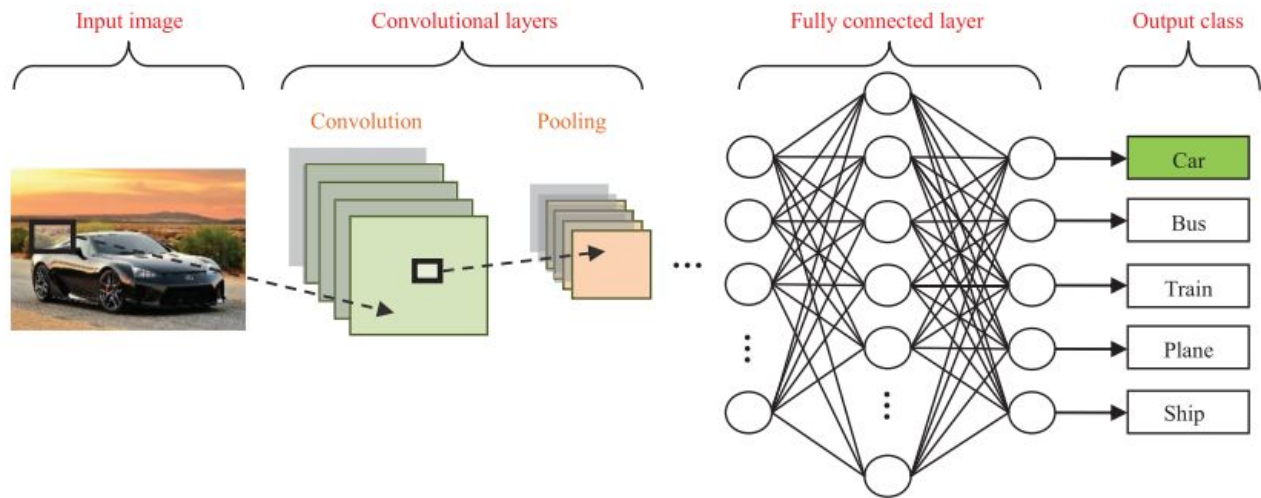 Input image
Convolutional layers
Fully connected layer
Output class
Convolution
Pooling
Car
Bus
Train
Plane
Ship